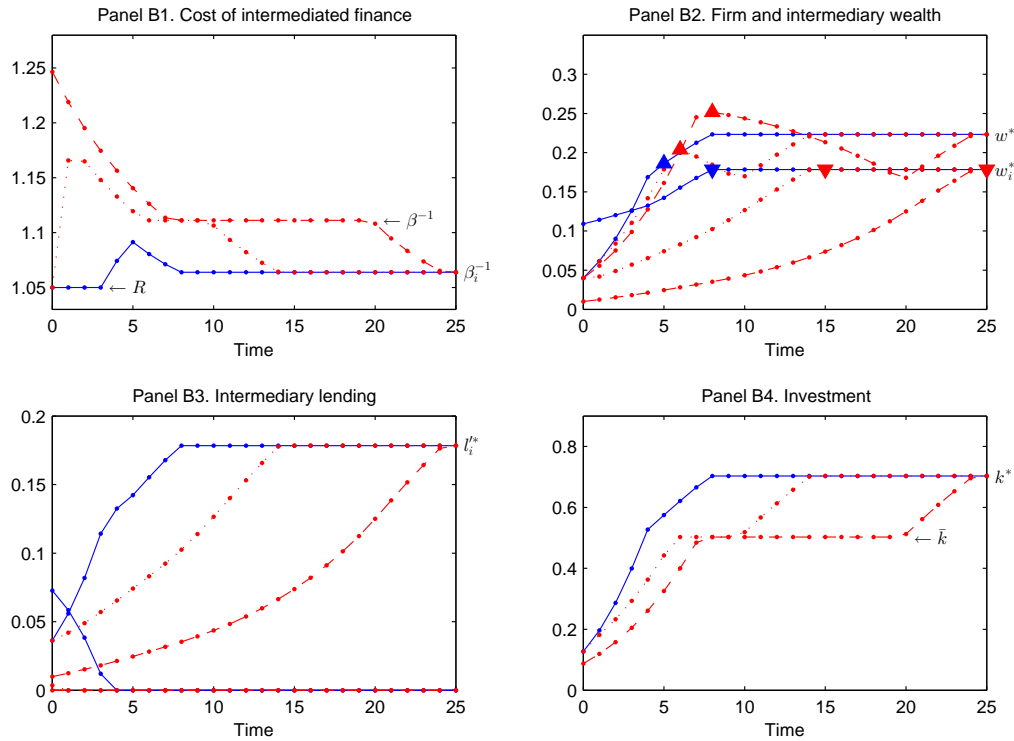 Panel B1. Cost of intermediated finance
1.25
1.2
1.15
1.1
1.05
← β⁻¹
βᵢ⁻¹
← R
0 5 10 15 20 25
Time
Panel B2. Firm and intermediary wealth
0.3
0.25
0.2
0.15
0.1
0.05
0
w*
wᵢ*
0 5 10 15 20 25
Time
Panel B3. Intermediary lending
0.2
0.15
0.1
0.05
0
lᵢ′*
0 5 10 15 20 25
Time
Panel B4. Investment
0.8
0.6
0.4
0.2
0
k*
← k̄
0 5 10 15 20 25
Time